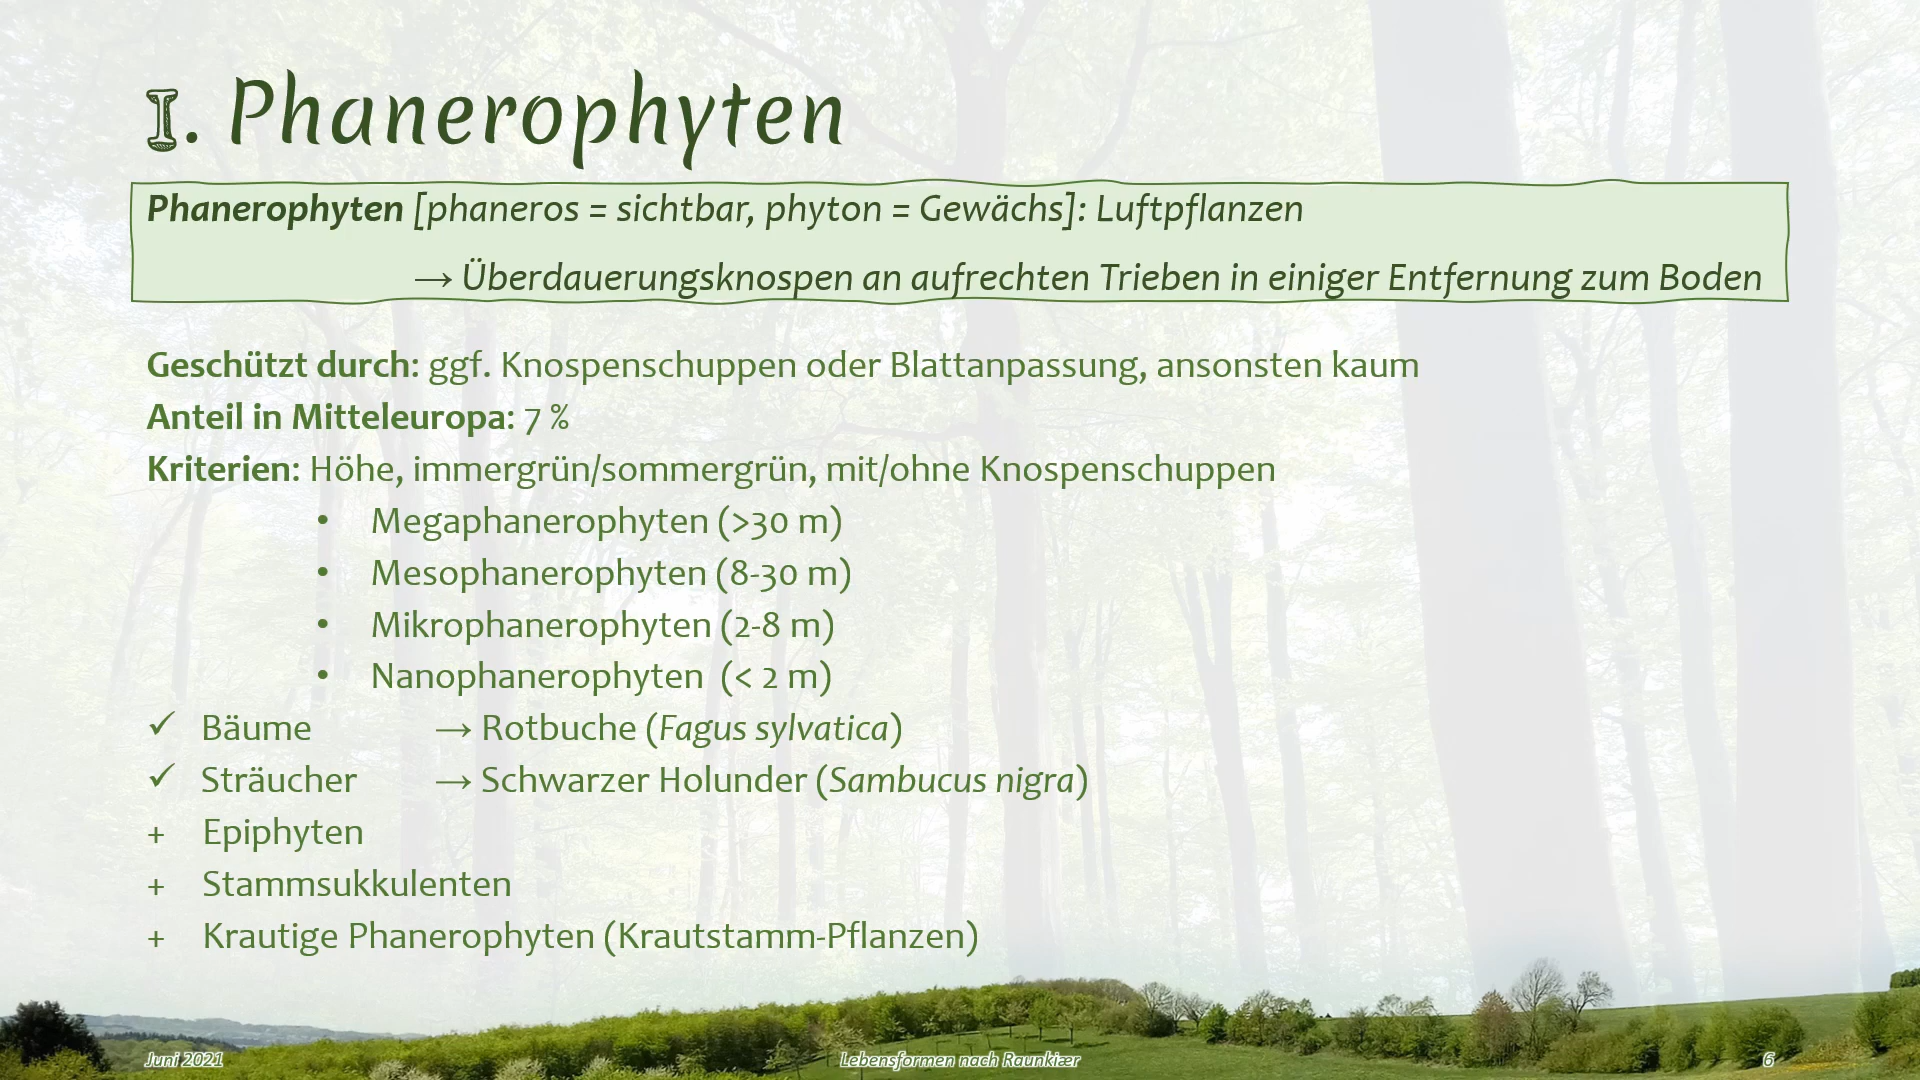 I. Phanerophyten
Phanerophyten [phaneros = sichtbar, phyton = Gewächs]: Luftpflanzen
→ Überdauerungsknospen an aufrechten Trieben in einiger Entfernung zum Boden
Geschützt durch: ggf. Knospenschuppen oder Blattanpassung, ansonsten kaum
Anteil in Mitteleuropa: 7 %
Kriterien: Höhe, immergrün/sommergrün, mit/ohne Knospenschuppen
• Megaphanerophyten (>30 m)
• Mesophanerophyten (8-30 m)
• Mikrophanerophyten (2-8 m)
• Nanophanerophyten (< 2 m)
✓ Bäume → Rotbuche (Fagus sylvatica)
✓ Sträucher → Schwarzer Holunder (Sambucus nigra)
+ Epiphyten
+ Stammsukkulenten
+ Krautige Phanerophyten (Krautstamm-Pflanzen)
Juni 2021 Lebensformen nach Raunkiær 6